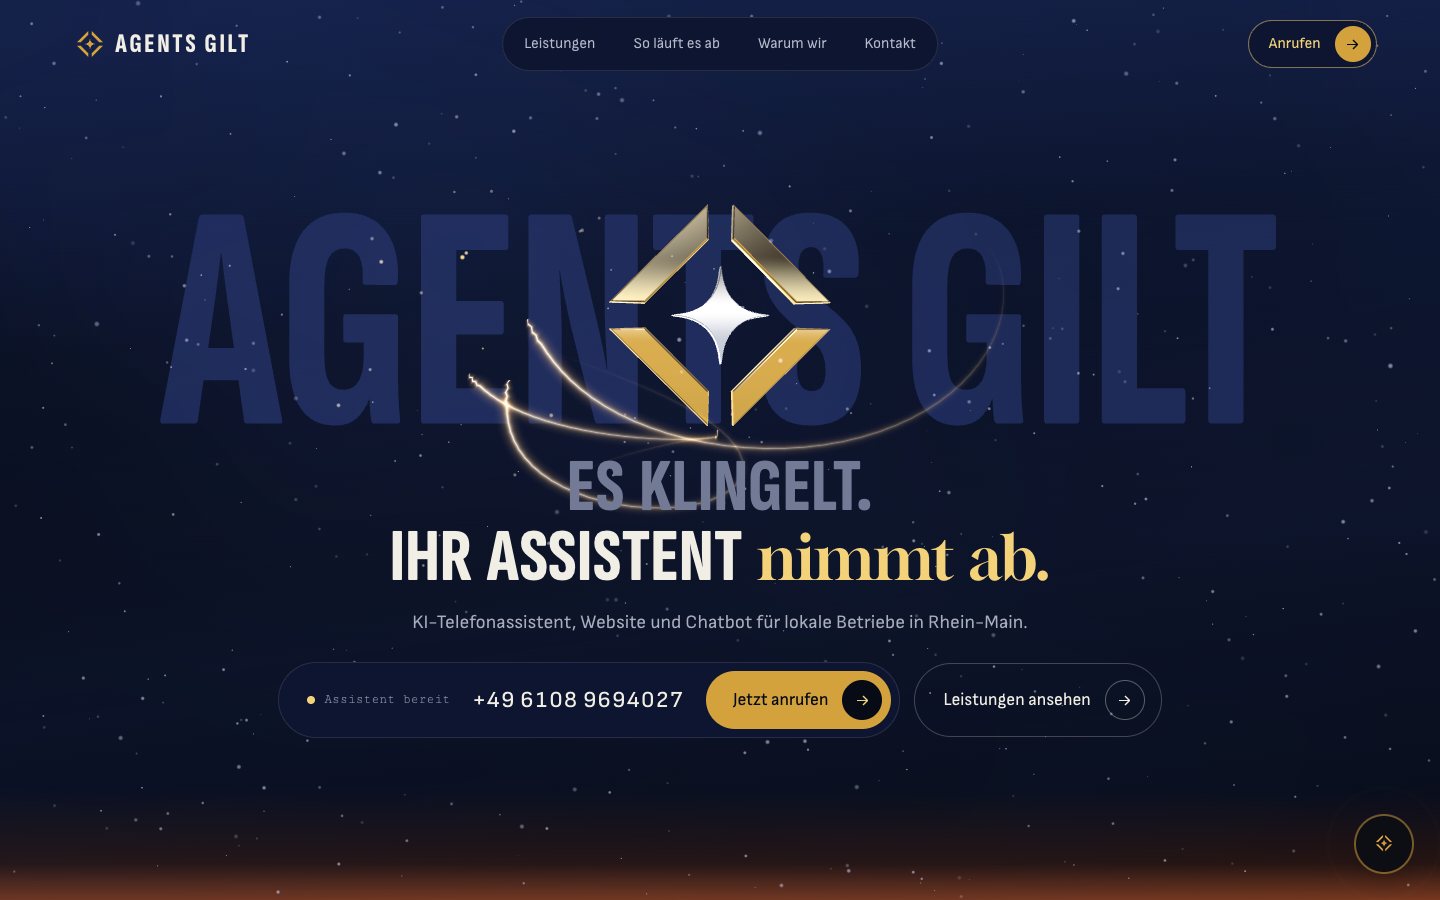 AGENTS GILT
Leistungen
So läuft es ab
Warum wir
Kontakt
Anrufen
AGENTS GILT
ES KLINGELT.
IHR ASSISTENT nimmt ab.
KI-Telefonassistent, Website und Chatbot für lokale Betriebe in Rhein-Main.
Assistent bereit
+49 6108 9694027
Jetzt anrufen
Leistungen ansehen